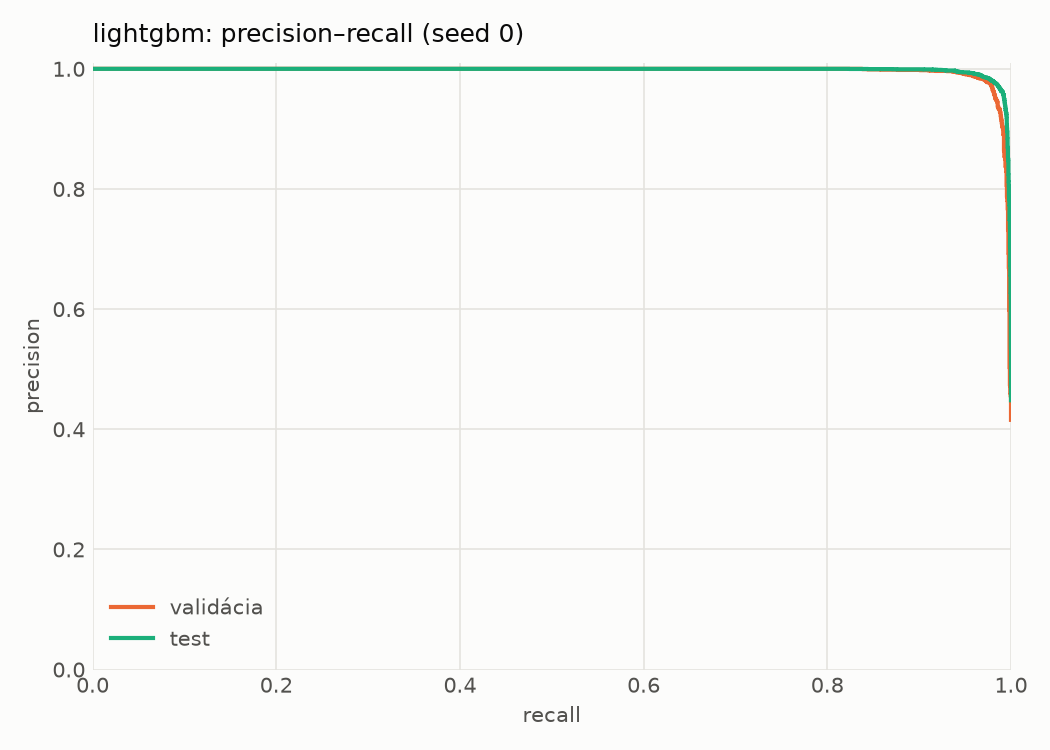 lightgbm: precision–recall (seed 0)
1.0
0.8
0.6
0.4
0.2
0.0
precision
validácia
test
0.0 0.2 0.4 0.6 0.8 1.0
recall